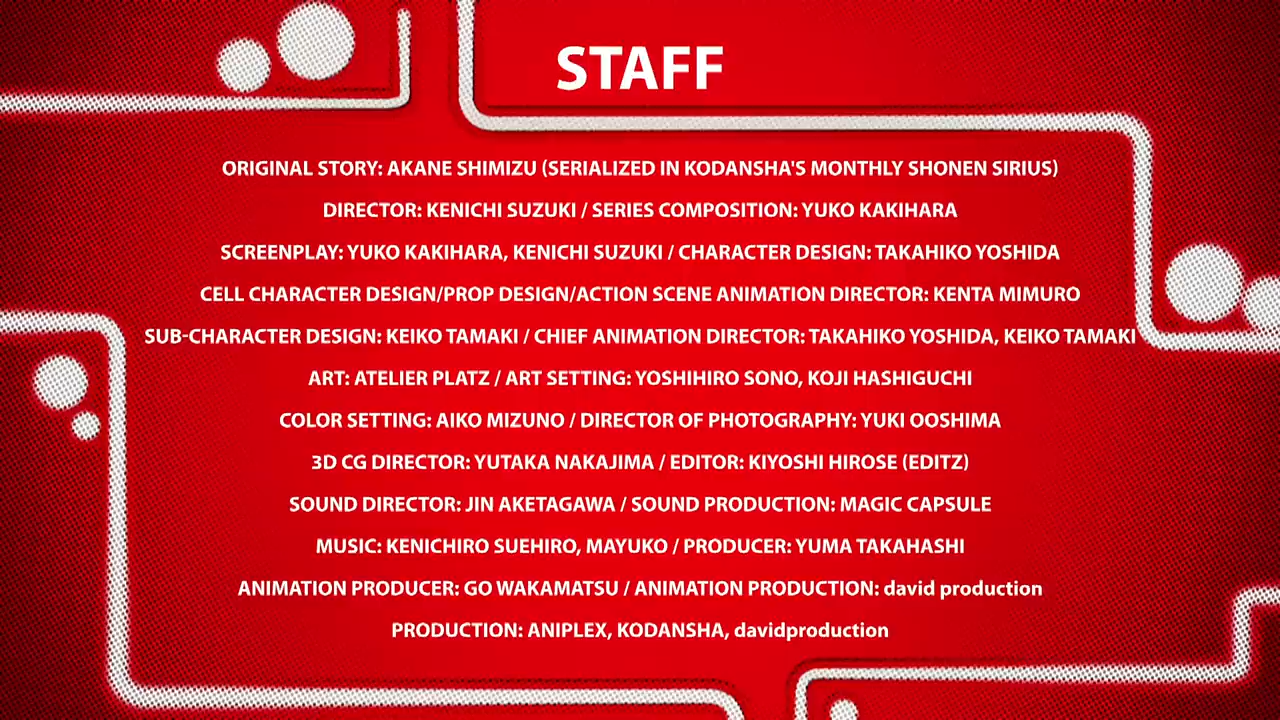 STAFF
ORIGINAL STORY: AKANE SHIMIZU (SERIALIZED IN KODANSHA'S MONTHLY SHONEN SIRIUS)
DIRECTOR: KENICHI SUZUKI / SERIES COMPOSITION: YUKO KAKIHARA
SCREENPLAY: YUKO KAKIHARA, KENICHI SUZUKI / CHARACTER DESIGN: TAKAHIKO YOSHIDA
CELL CHARACTER DESIGN/PROP DESIGN/ACTION SCENE ANIMATION DIRECTOR: KENTA MIMURO
SUB-CHARACTER DESIGN: KEIKO TAMAKI / CHIEF ANIMATION DIRECTOR: TAKAHIKO YOSHIDA, KEIKO TAMAKI
ART: ATELIER PLATZ / ART SETTING: YOSHIHIRO SONO, KOJI HASHIGUCHI
COLOR SETTING: AIKO MIZUNO / DIRECTOR OF PHOTOGRAPHY: YUKI OOSHIMA
3D CG DIRECTOR: YUTAKA NAKAJIMA / EDITOR: KIYOSHI HIROSE (EDITZ)
SOUND DIRECTOR: JIN AKETAGAWA / SOUND PRODUCTION: MAGIC CAPSULE
MUSIC: KENICHIRO SUEHIRO, MAYUKO / PRODUCER: YUMA TAKAHASHI
ANIMATION PRODUCER: GO WAKAMATSU / ANIMATION PRODUCTION: david production
PRODUCTION: ANIPLEX, KODANSHA, davidproduction